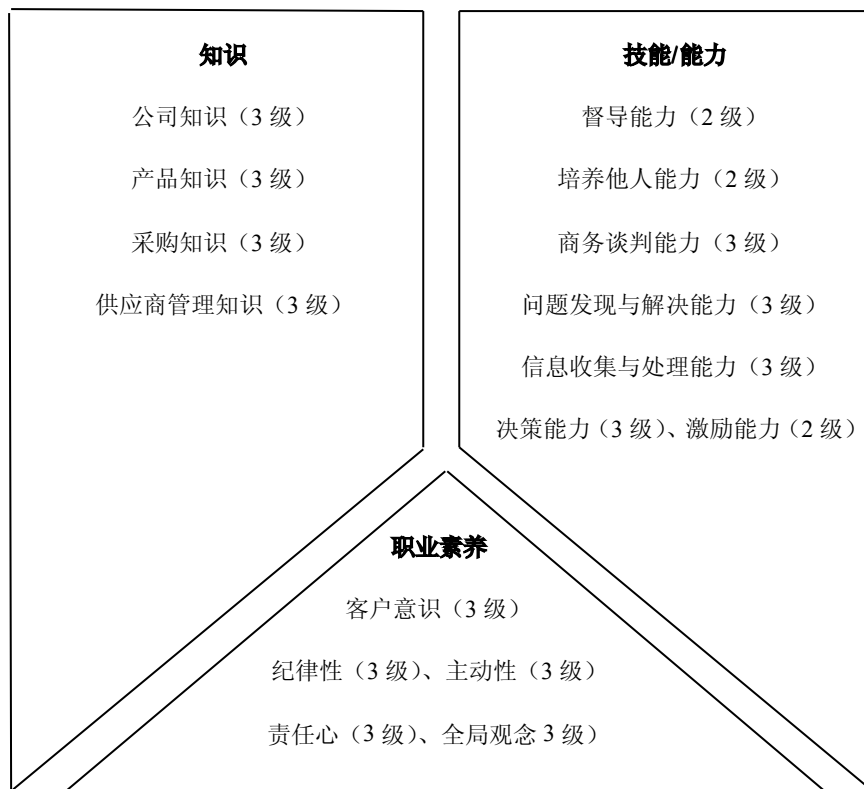 知识
公司知识（3 级）
产品知识（3 级）
采购知识（3 级）
供应商管理知识（3 级）
技能/能力
督导能力（2 级）
培养他人能力（2 级）
商务谈判能力（3 级）
问题发现与解决能力（3 级）
信息收集与处理能力（3 级）
决策能力（3 级）、激励能力（2 级）
职业素养
客户意识（3 级）
纪律性（3 级）、主动性（3 级）
责任心（3 级）、全局观念 3 级）